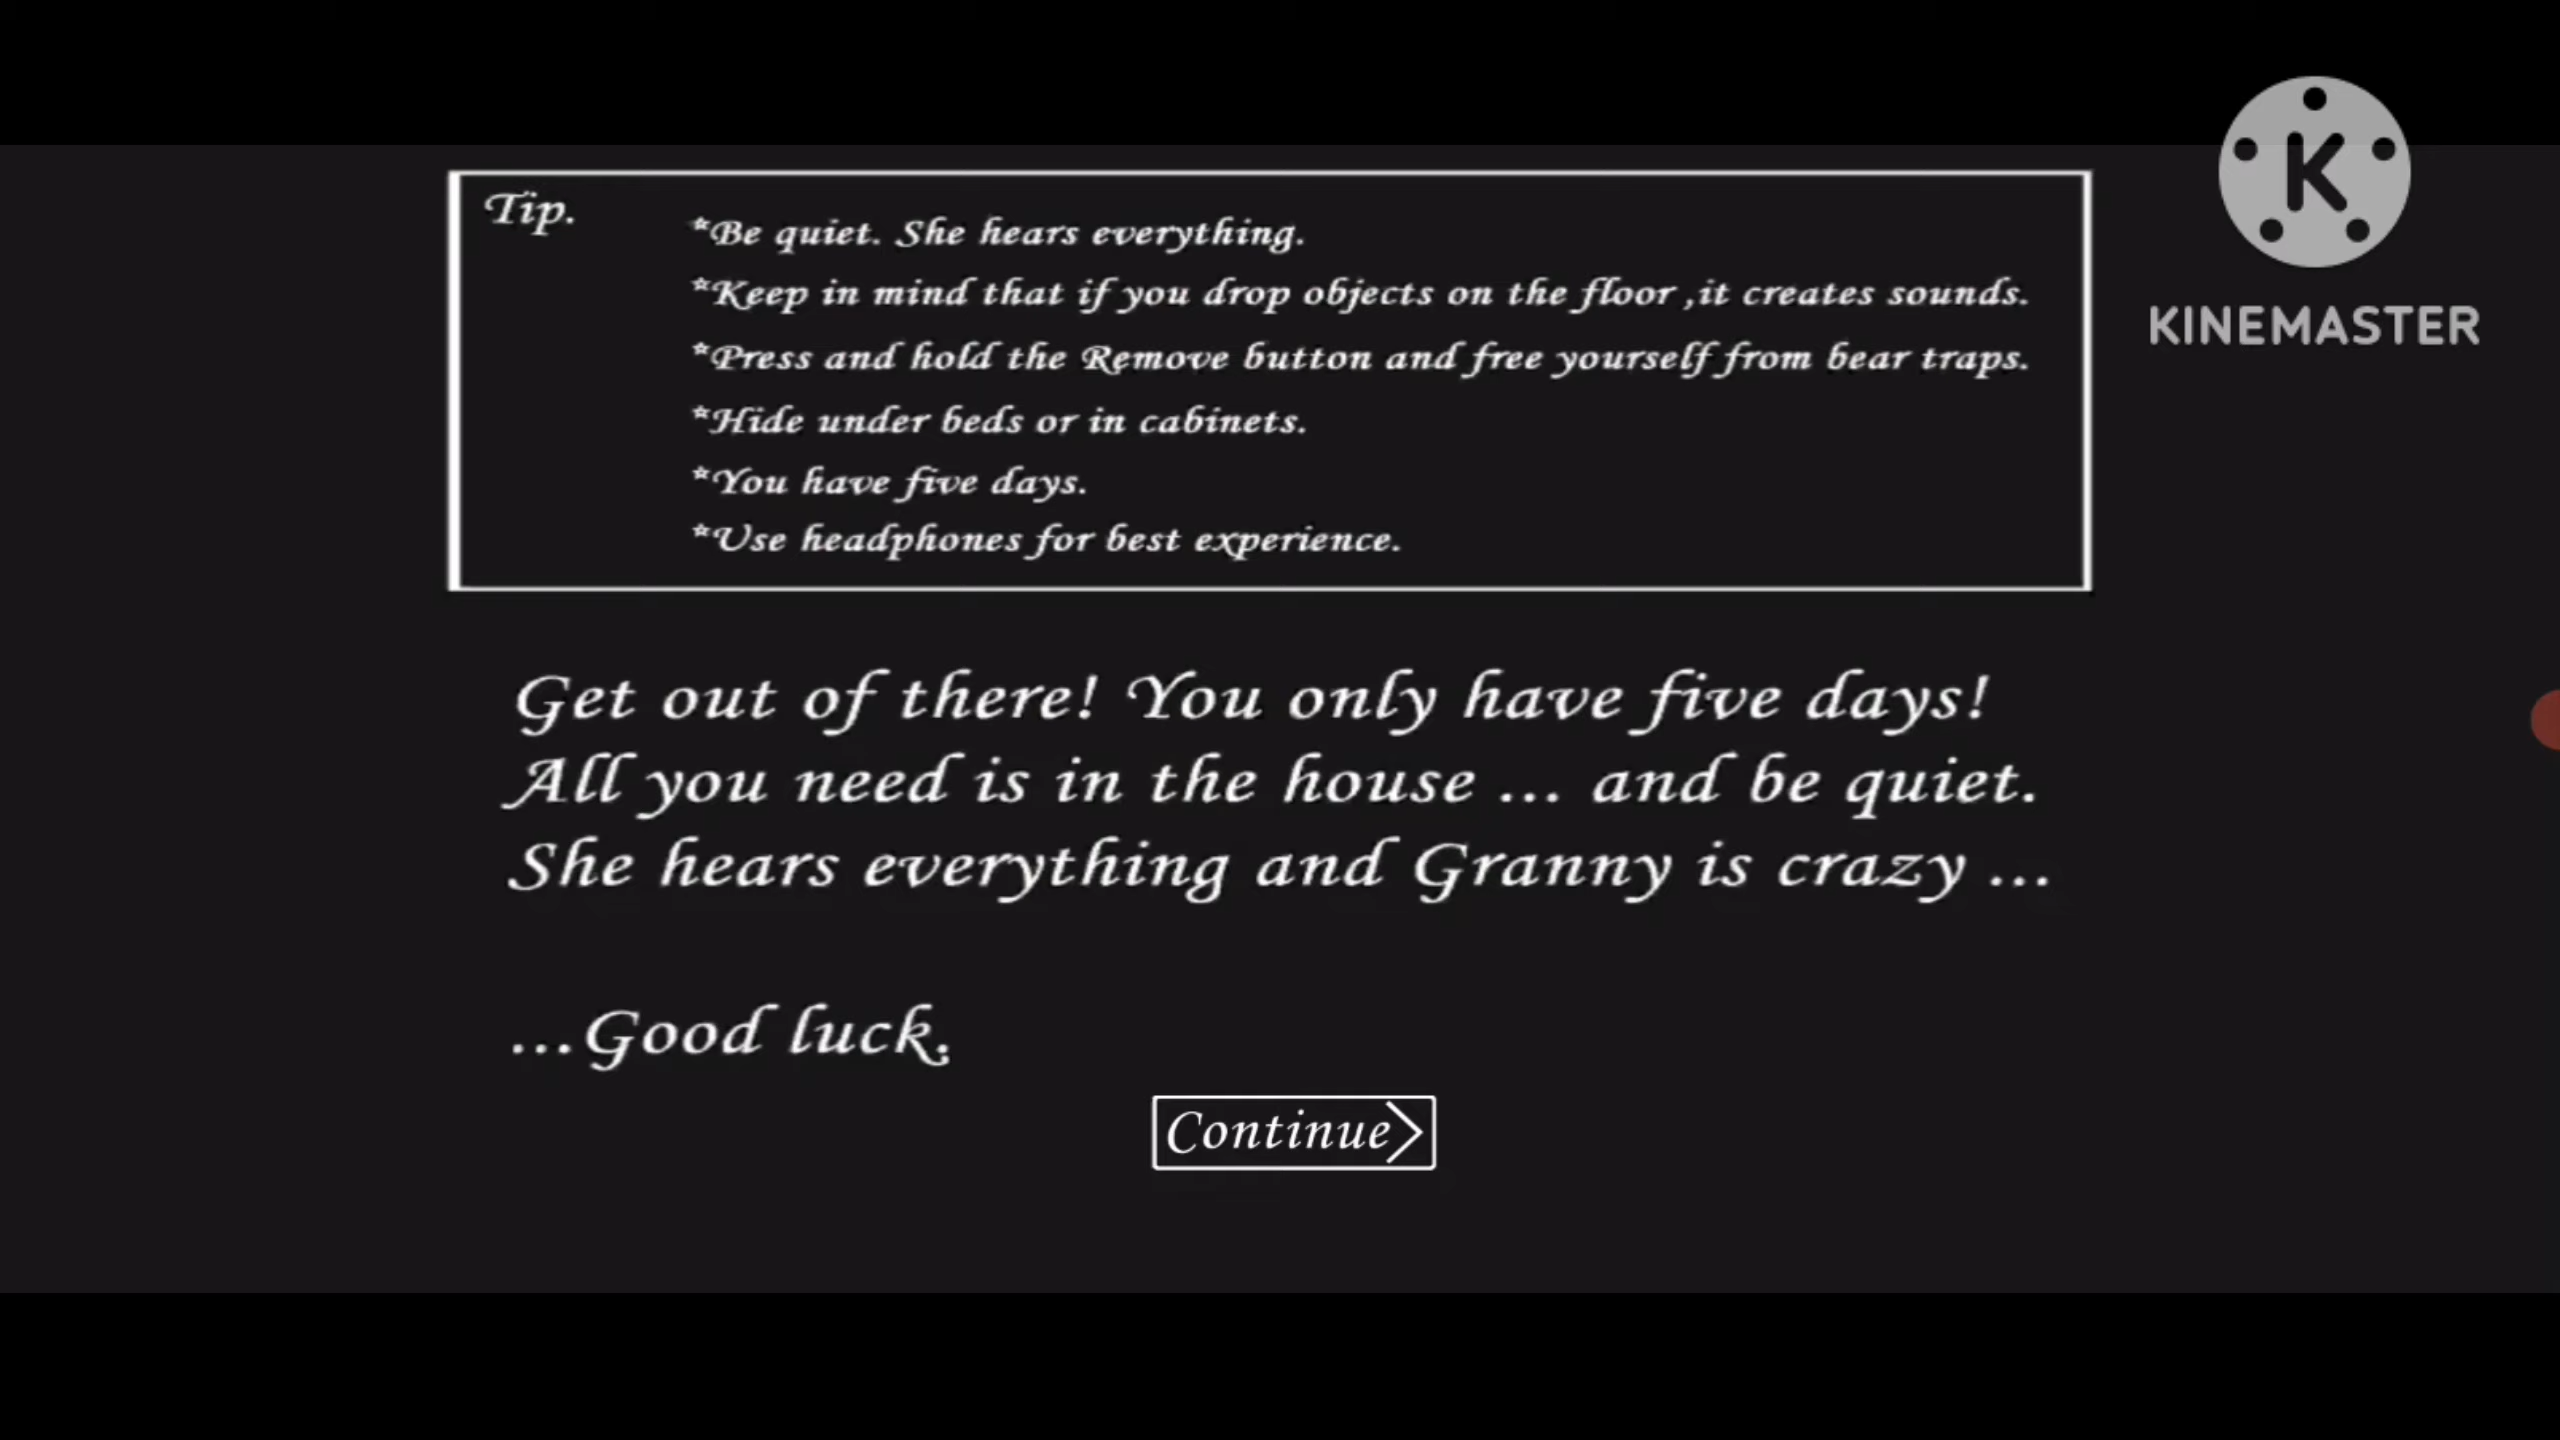 Tip.
*Be quiet. She hears everything.
*Keep in mind that if you drop objects on the floor ,it creates sounds.
*Press and hold the Remove button and free yourself from bear traps.
*Hide under beds or in cabinets.
*You have five days.
*Use headphones for best experience.
K
KINEMASTER
Get out of there! You only have five days!
All you need is in the house ... and be quiet.
She hears everything and Granny is crazy ...
...Good luck.
Continue